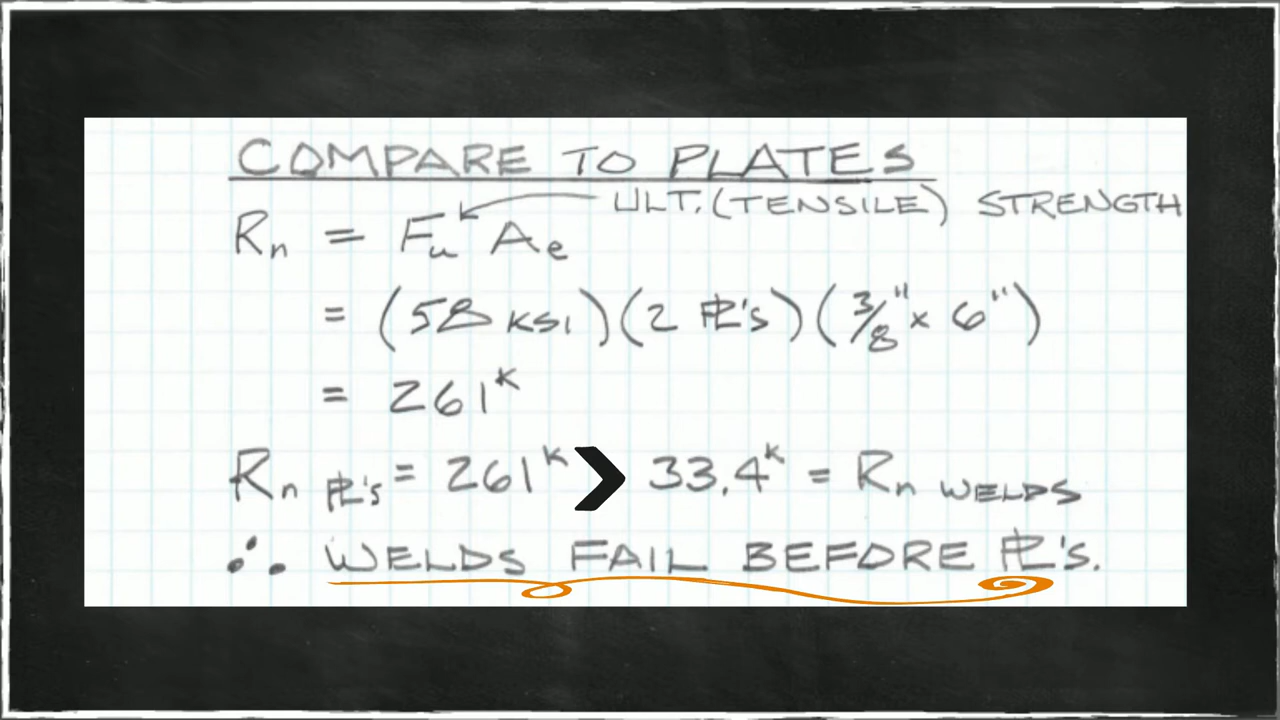 COMPARE TO PLATES
ULT. (TENSILE) STRENGTH
Rn = Fu Ae
= (58 KSI)(2 PL's)(3/8" x 6")
= 261K
Rn PL's = 261K > 33.4K = Rn WELDS
∴ WELDS FAIL BEFORE PL's.